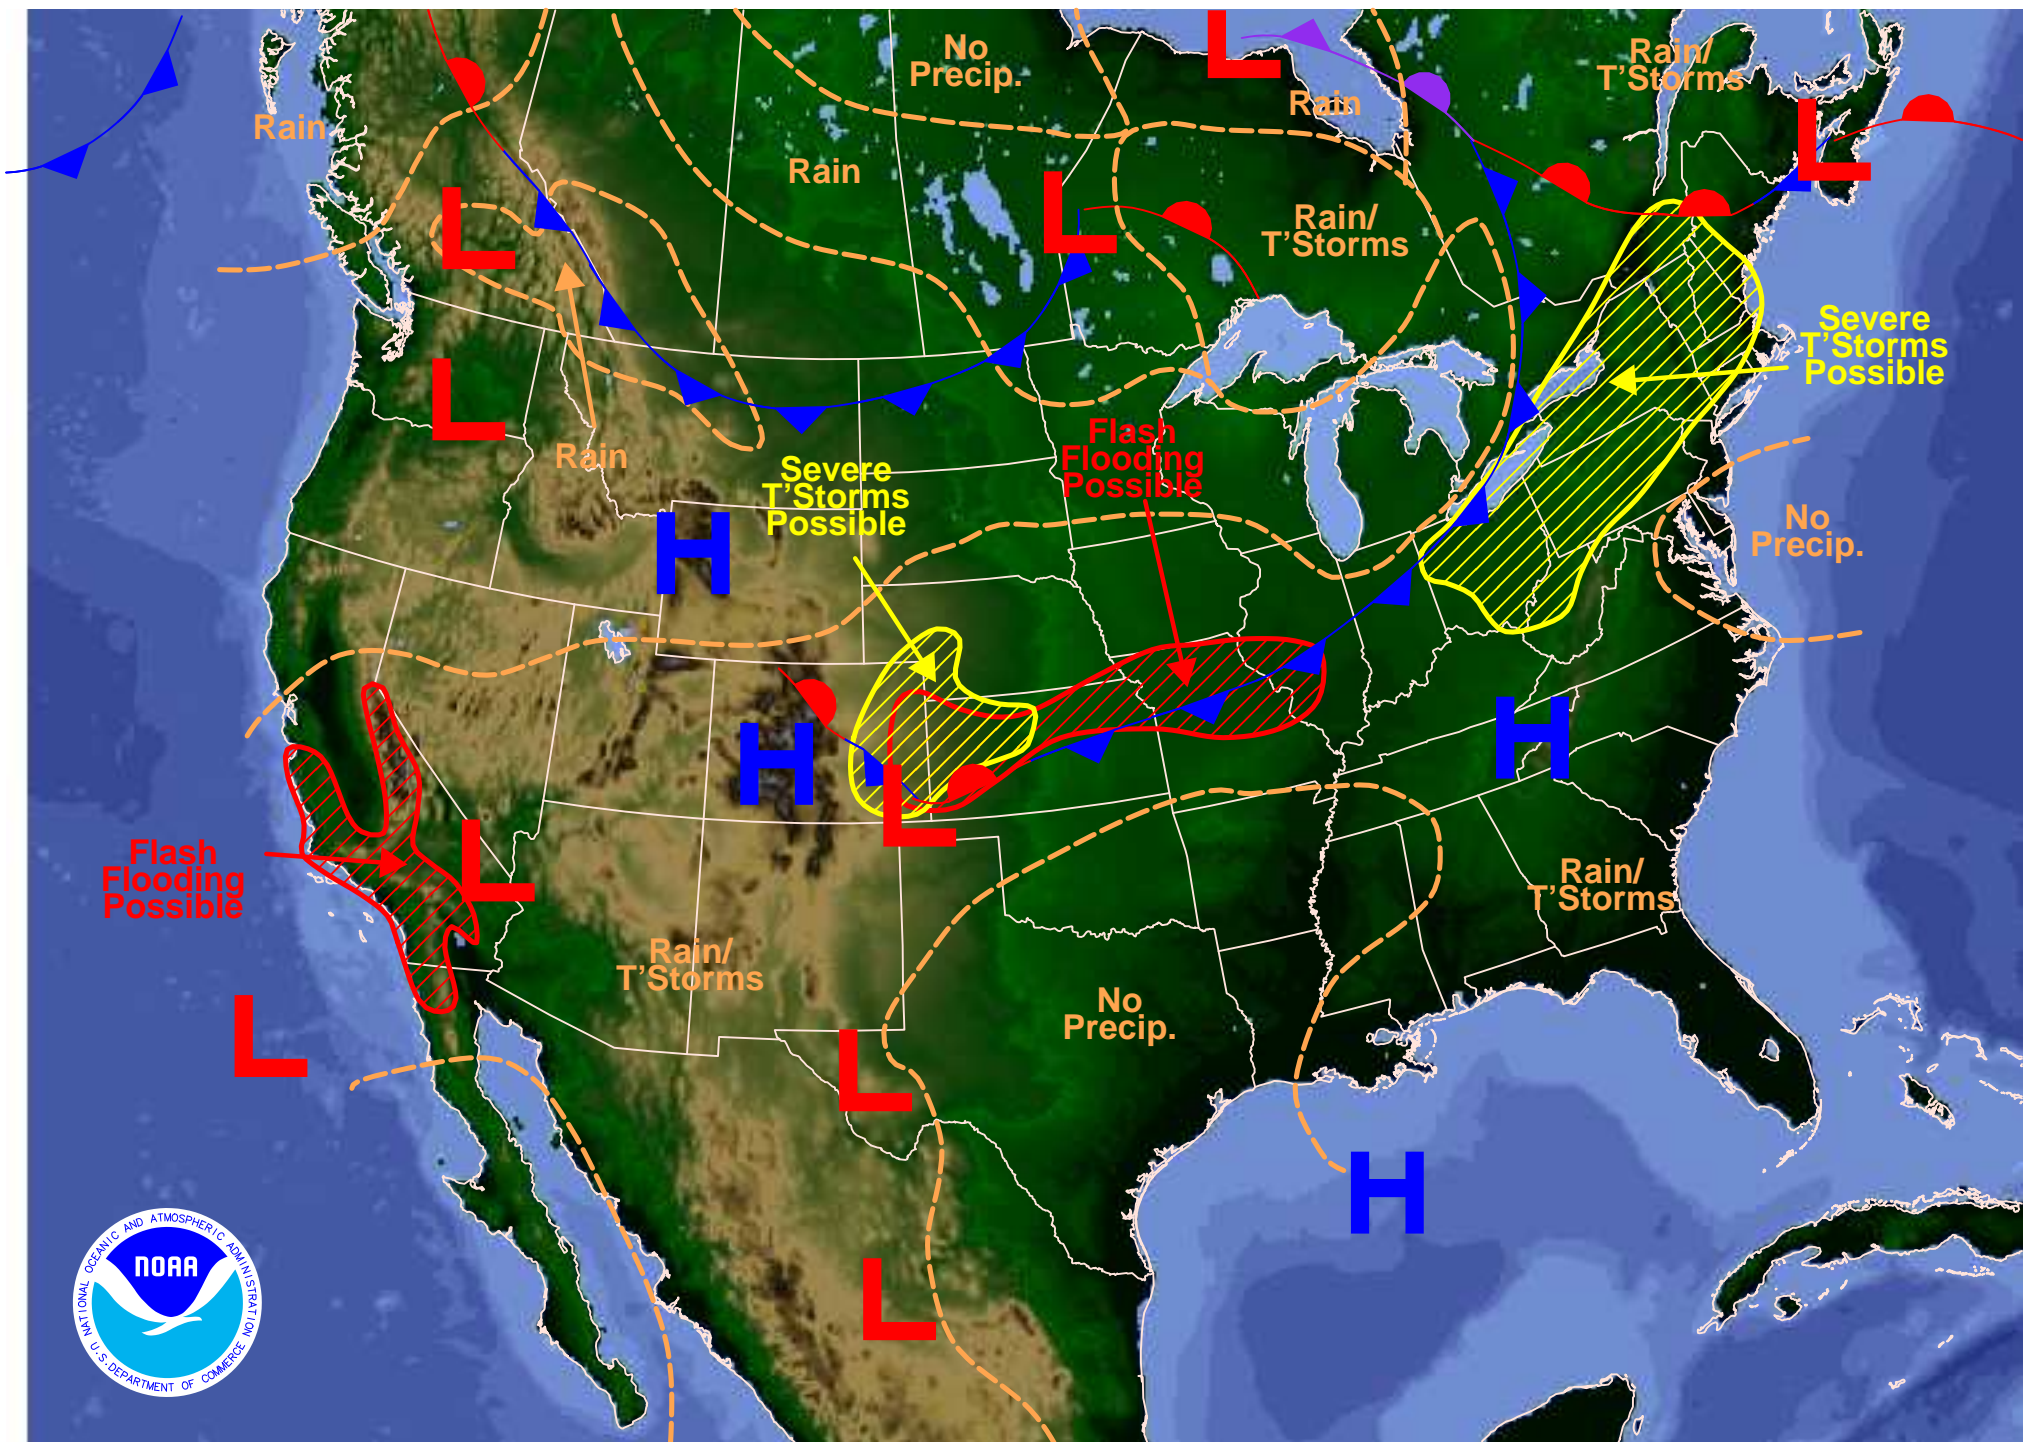 No
Precip.
Rain/
T'Storms
L
Rain
Rain
L
Rain
L
L
Rain/
T'Storms
L
Severe
T'Storms
Possible
L
Flash
Flooding
Possible
Rain
Severe
T'Storms
Possible
H
No
Precip.
H
H
L
Flash
Flooding
Possible
L
Rain/
T'Storms
Rain/
T'Storms
No
Precip.
L
L
H
L
NATIONAL OCEANIC AND ATMOSPHERIC ADMINISTRATION
NOAA
U.S. DEPARTMENT OF COMMERCE